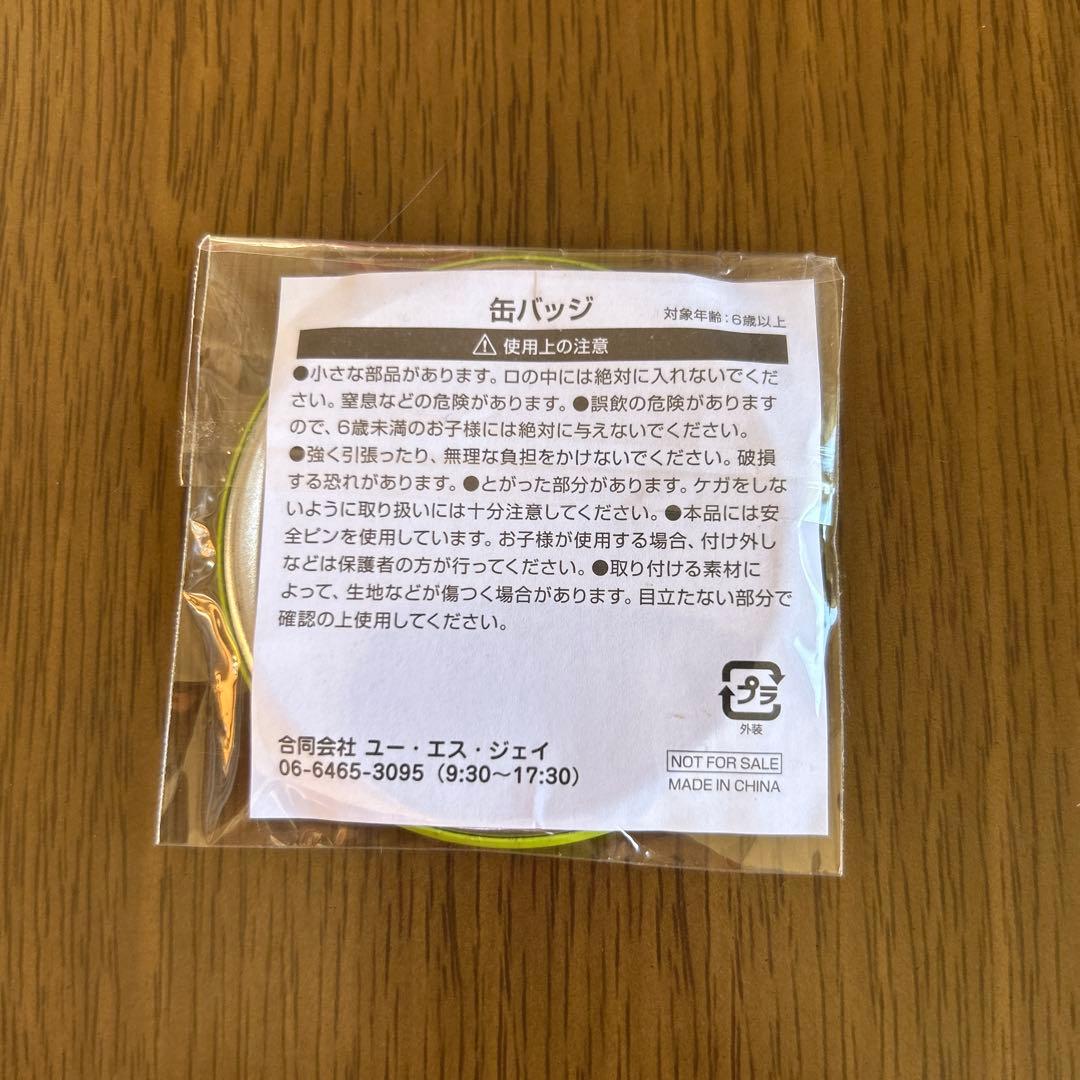 缶バッジ
対象年齢：6歳以上
⚠ 使用上の注意
●小さな部品があります。口の中には絶対に入れないでくだ
さい。窒息などの危険があります。●誤飲の危険があります
ので、6歳未満のお子様には絶対に与えないでください。
●強く引張ったり、無理な負担をかけないでください。破損
する恐れがあります。●とがった部分があります。ケガをしな
いように取り扱いには十分注意してください。●本品には安
全ピンを使用しています。お子様が使用する場合、付け外し
などは保護者の方が行ってください。●取り付ける素材に
よって、生地などが傷つく場合があります。目立たない部分で
確認の上使用してください。
プラ
外装
合同会社 ユー・エス・ジェイ
06-6465-3095（9:30～17:30）
NOT FOR SALE
MADE IN CHINA